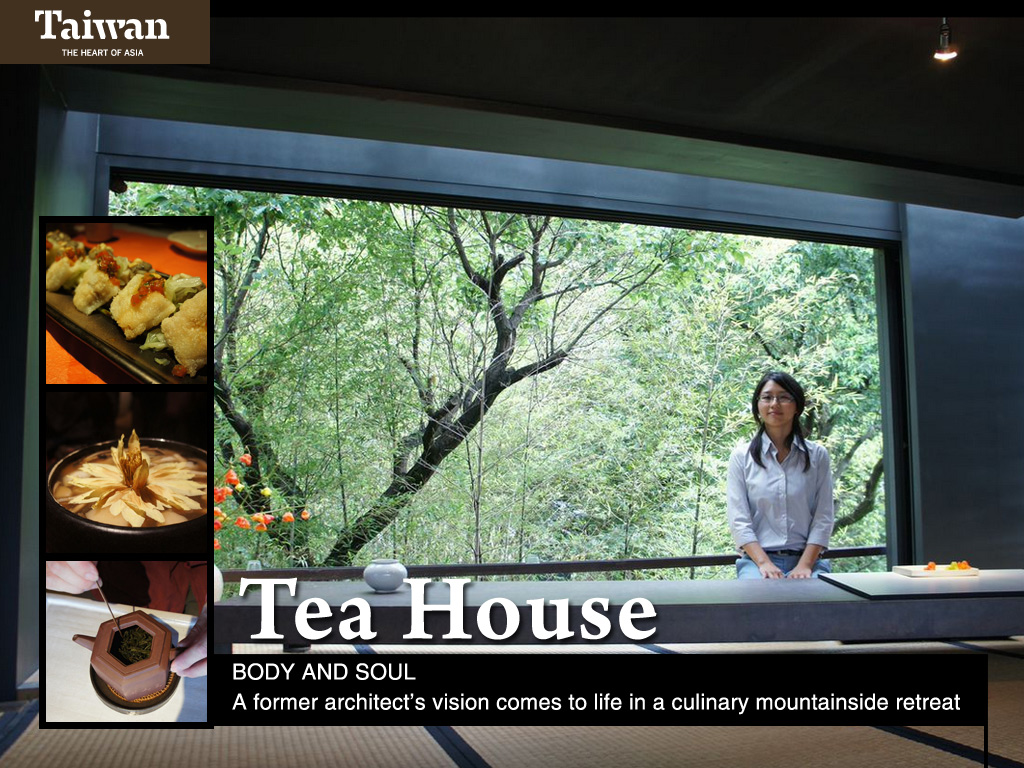 Taiwan
THE HEART OF ASIA
Tea House
BODY AND SOUL
A former architect’s vision comes to life in a culinary mountainside retreat